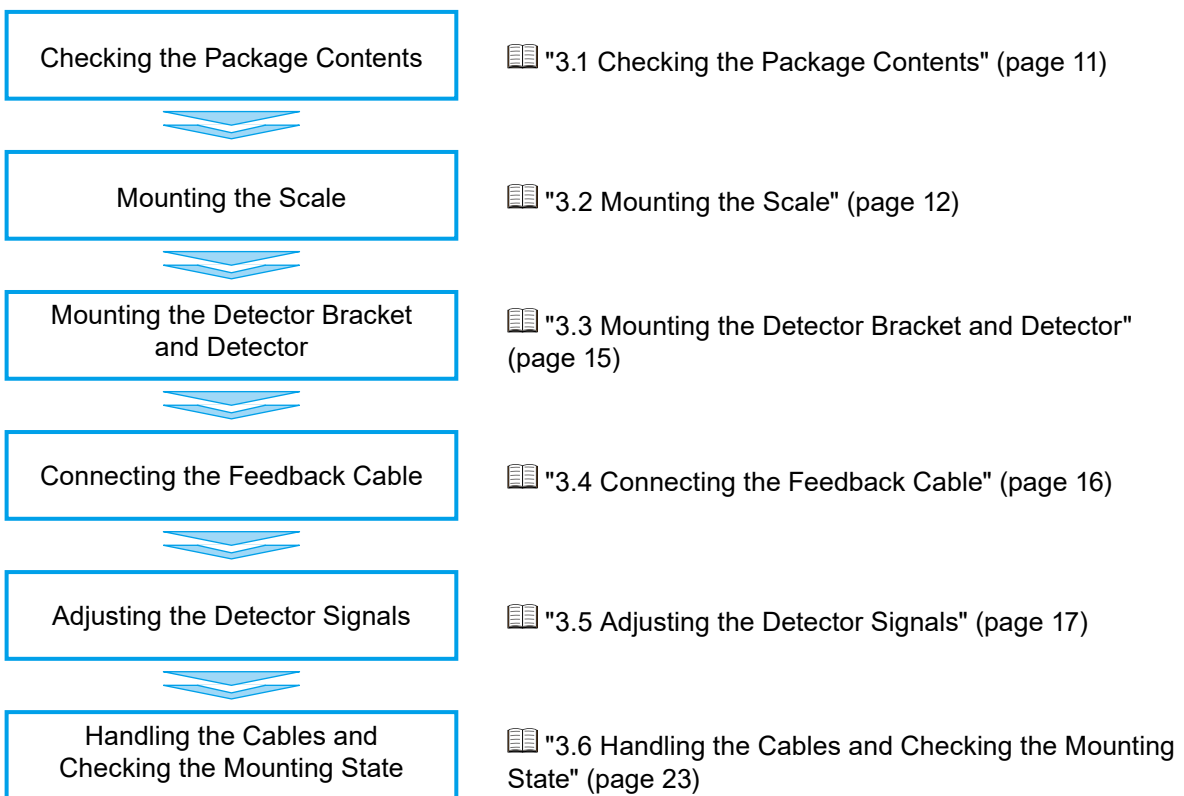 Checking the Package Contents
"3.1 Checking the Package Contents" (page 11)
Mounting the Scale
"3.2 Mounting the Scale" (page 12)
Mounting the Detector Bracket
and Detector
"3.3 Mounting the Detector Bracket and Detector"
(page 15)
Connecting the Feedback Cable
"3.4 Connecting the Feedback Cable" (page 16)
Adjusting the Detector Signals
"3.5 Adjusting the Detector Signals" (page 17)
Handling the Cables and
Checking the Mounting State
"3.6 Handling the Cables and Checking the Mounting
State" (page 23)